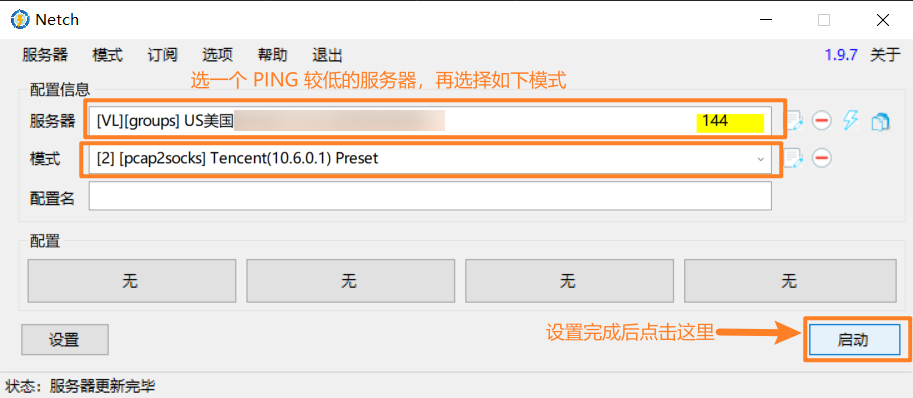 Netch
服务器 模式 订阅 选项 帮助 退出 1.9.7 关于
选一个 PING 较低的服务器，再选择如下模式
配置信息
服务器 [VL][groups] US美国 144
模式 [2] [pcap2socks] Tencent(10.6.0.1) Preset
配置名
配置
无 无 无 无
设置 设置完成后点击这里 启动
状态：服务器更新完毕